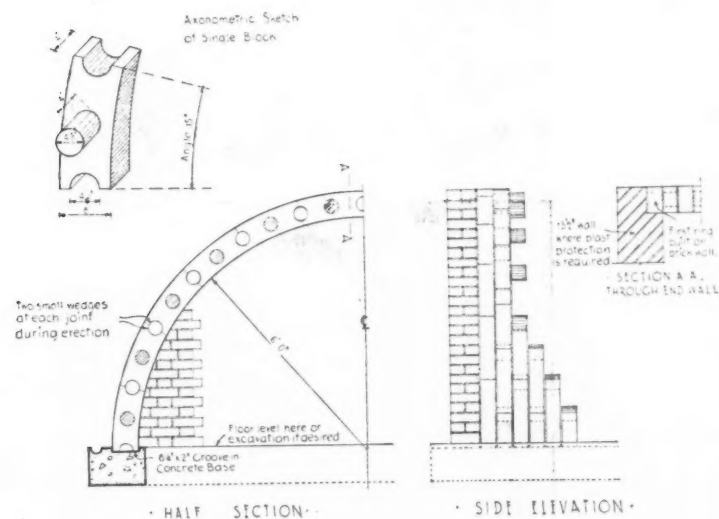 Axonometric Sketch
of Single Block
Angle 15°
A
A
Two small wedges
at each joint
during erection
6'0"
Floor level here or
excavation if desired
Groove in
Concrete Base
· HALF SECTION ·
13½" wall
where blast
protection
is required
First ring
built on
brick wall
· SECTION A A.
THROUGH END WALL
· SIDE ELEVATION ·